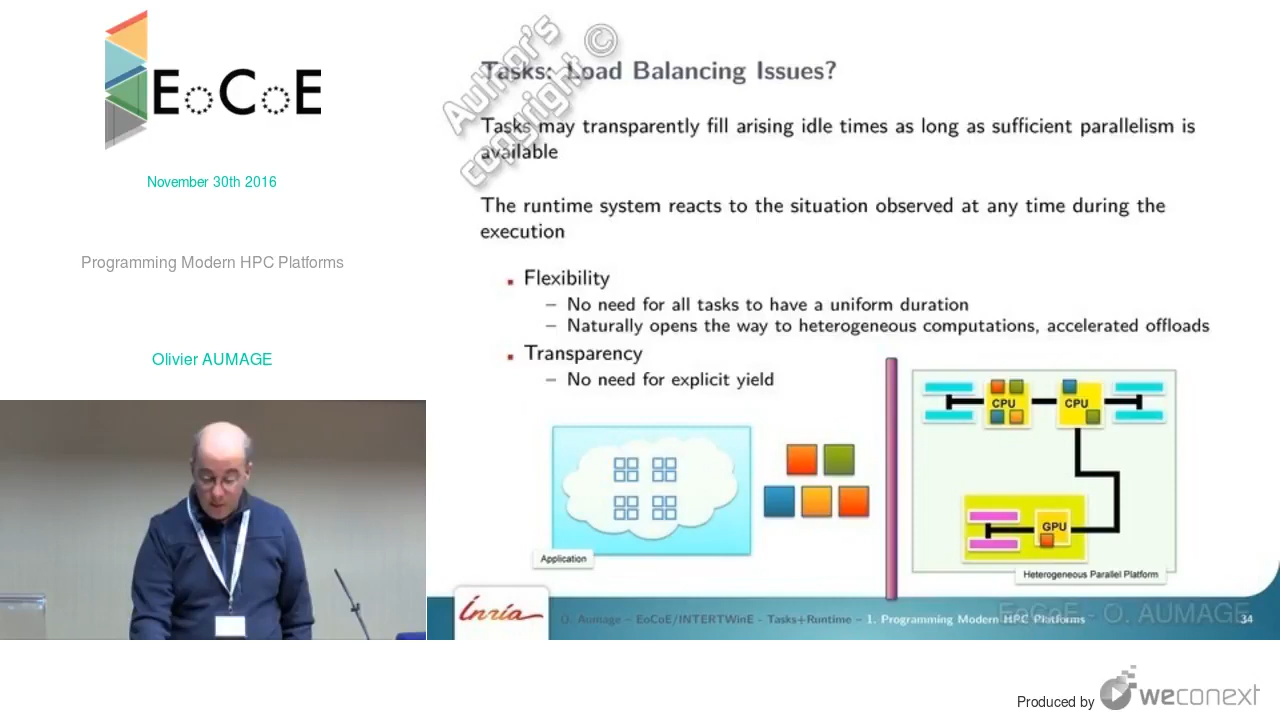 EoCoE
November 30th 2016
Programming Modern HPC Platforms
Olivier AUMAGE
Author's
copyright ©
Tasks: Load Balancing Issues?
Tasks may transparently fill arising idle times as long as sufficient parallelism is
available
The runtime system reacts to the situation observed at any time during the
execution
Flexibility
– No need for all tasks to have a uniform duration
– Naturally opens the way to heterogeneous computations, accelerated offloads
Transparency
– No need for explicit yield
CPU
CPU
GPU
Application
Heterogeneous Parallel Platform
Inria
O. Aumage – EoCoE/INTERTWinE - Tasks+Runtime – 1. Programming Modern HPC Platforms
EoCoE - O. AUMAGE
34
Produced by
weconext